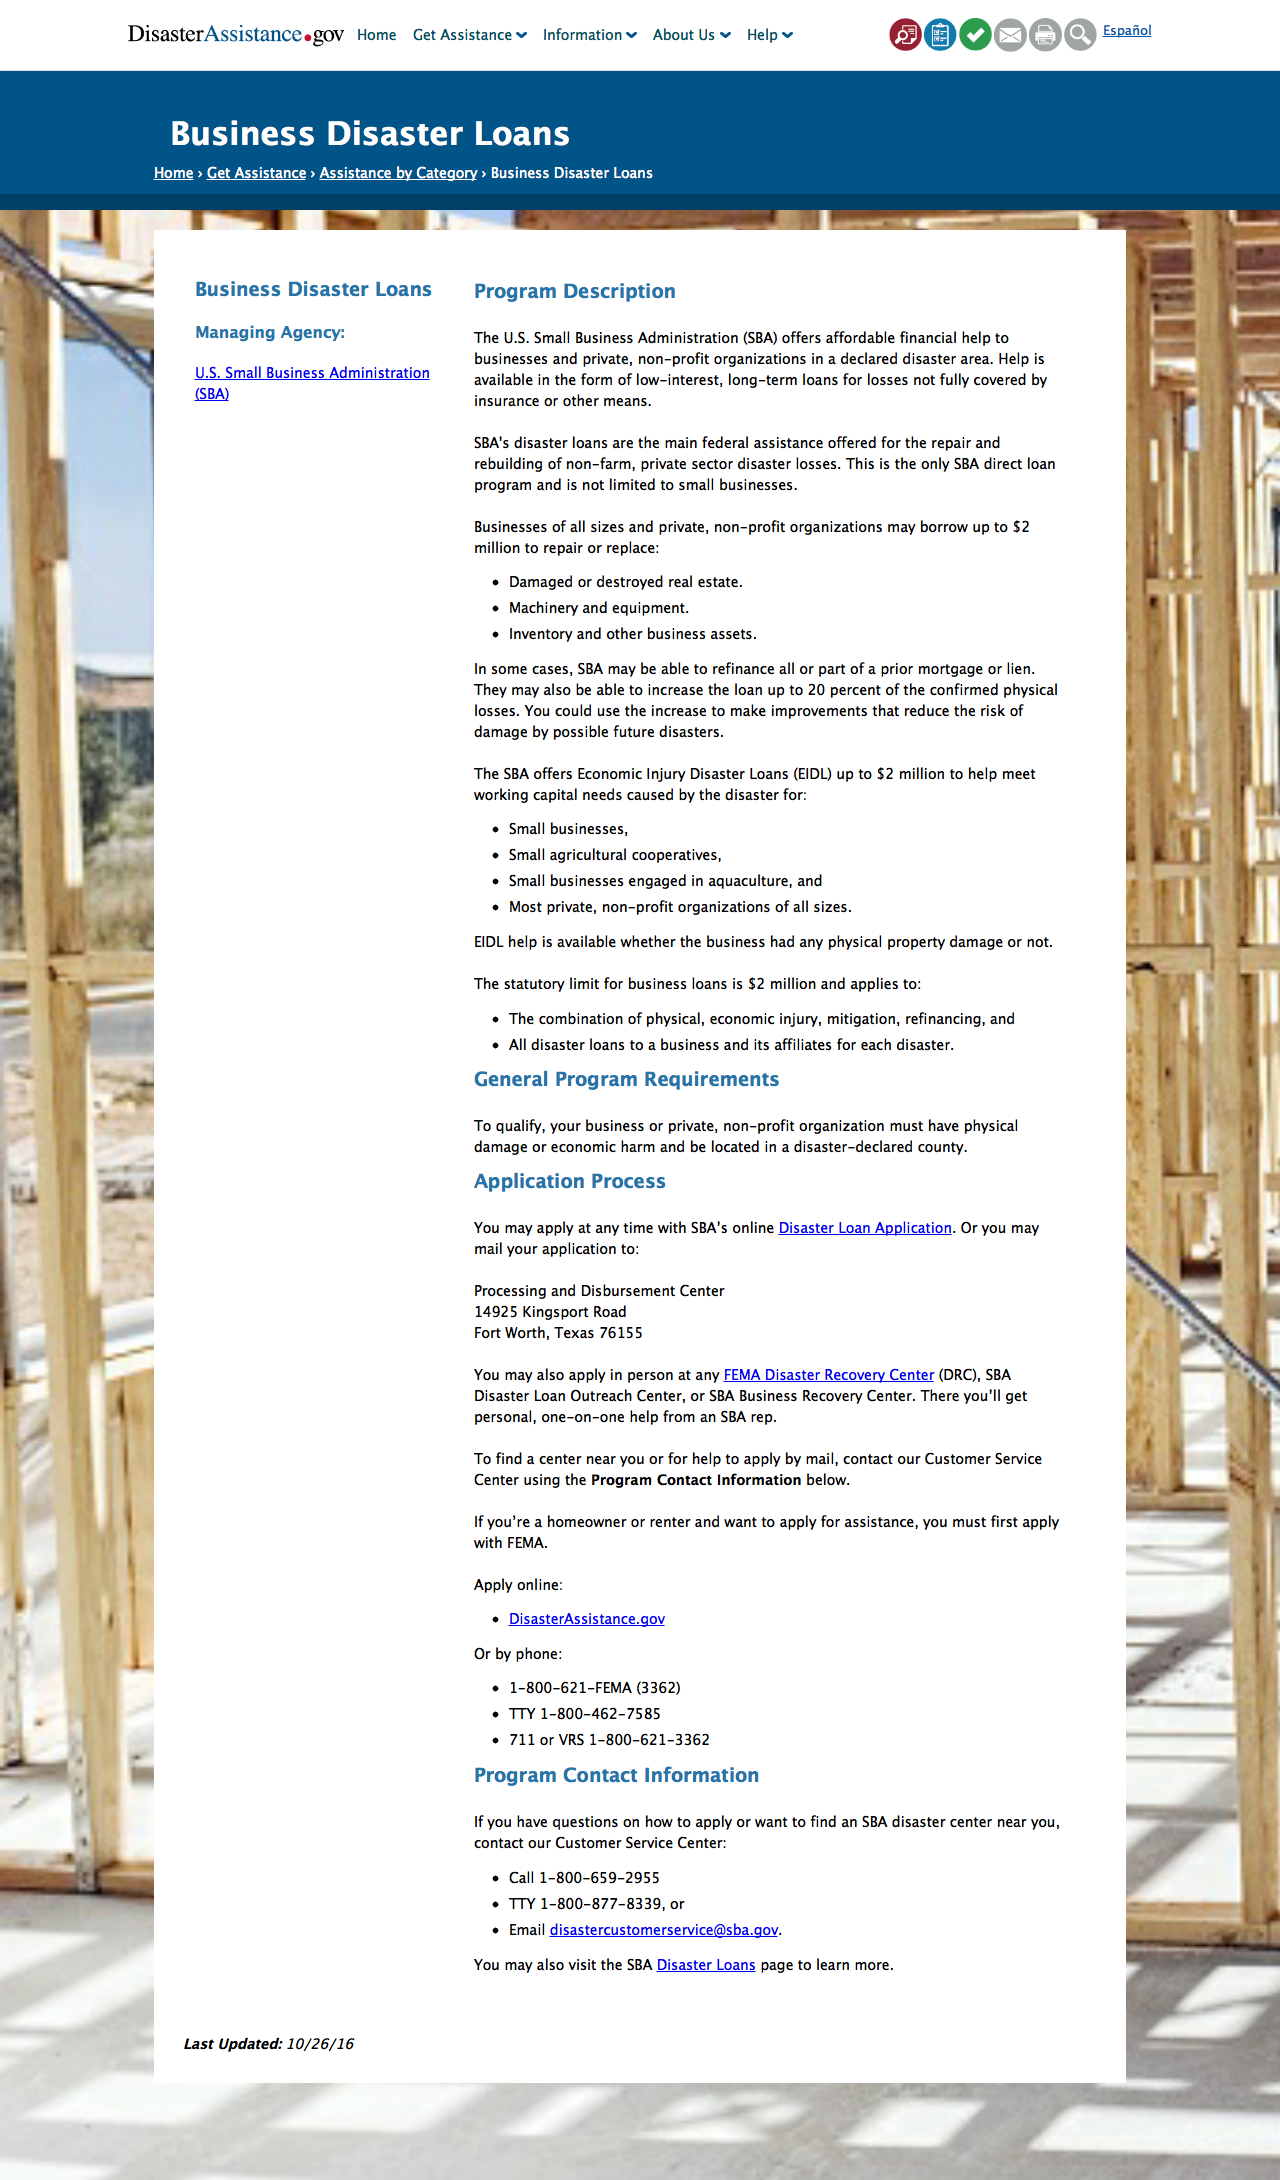 DisasterAssistance.gov Home Get Assistance Information About Us Help Español
Business Disaster Loans
Home › Get Assistance › Assistance by Category › Business Disaster Loans
Business Disaster Loans
Managing Agency:
U.S. Small Business Administration
(SBA)
Program Description
The U.S. Small Business Administration (SBA) offers affordable financial help to
businesses and private, non-profit organizations in a declared disaster area. Help is
available in the form of low-interest, long-term loans for losses not fully covered by
insurance or other means.
SBA's disaster loans are the main federal assistance offered for the repair and
rebuilding of non-farm, private sector disaster losses. This is the only SBA direct loan
program and is not limited to small businesses.
Businesses of all sizes and private, non-profit organizations may borrow up to $2
million to repair or replace:
• Damaged or destroyed real estate.
• Machinery and equipment.
• Inventory and other business assets.
In some cases, SBA may be able to refinance all or part of a prior mortgage or lien.
They may also be able to increase the loan up to 20 percent of the confirmed physical
losses. You could use the increase to make improvements that reduce the risk of
damage by possible future disasters.
The SBA offers Economic Injury Disaster Loans (EIDL) up to $2 million to help meet
working capital needs caused by the disaster for:
• Small businesses,
• Small agricultural cooperatives,
• Small businesses engaged in aquaculture, and
• Most private, non-profit organizations of all sizes.
EIDL help is available whether the business had any physical property damage or not.
The statutory limit for business loans is $2 million and applies to:
• The combination of physical, economic injury, mitigation, refinancing, and
• All disaster loans to a business and its affiliates for each disaster.
General Program Requirements
To qualify, your business or private, non-profit organization must have physical
damage or economic harm and be located in a disaster-declared county.
Application Process
You may apply at any time with SBA’s online Disaster Loan Application. Or you may
mail your application to:
Processing and Disbursement Center
14925 Kingsport Road
Fort Worth, Texas 76155
You may also apply in person at any FEMA Disaster Recovery Center (DRC), SBA
Disaster Loan Outreach Center, or SBA Business Recovery Center. There you'll get
personal, one-on-one help from an SBA rep.
To find a center near you or for help to apply by mail, contact our Customer Service
Center using the Program Contact Information below.
If you’re a homeowner or renter and want to apply for assistance, you must first apply
with FEMA.
Apply online:
• DisasterAssistance.gov
Or by phone:
• 1-800-621-FEMA (3362)
• TTY 1-800-462-7585
• 711 or VRS 1-800-621-3362
Program Contact Information
If you have questions on how to apply or want to find an SBA disaster center near you,
contact our Customer Service Center:
• Call 1-800-659-2955
• TTY 1-800-877-8339, or
• Email disastercustomerservice@sba.gov.
You may also visit the SBA Disaster Loans page to learn more.
Last Updated: 10/26/16